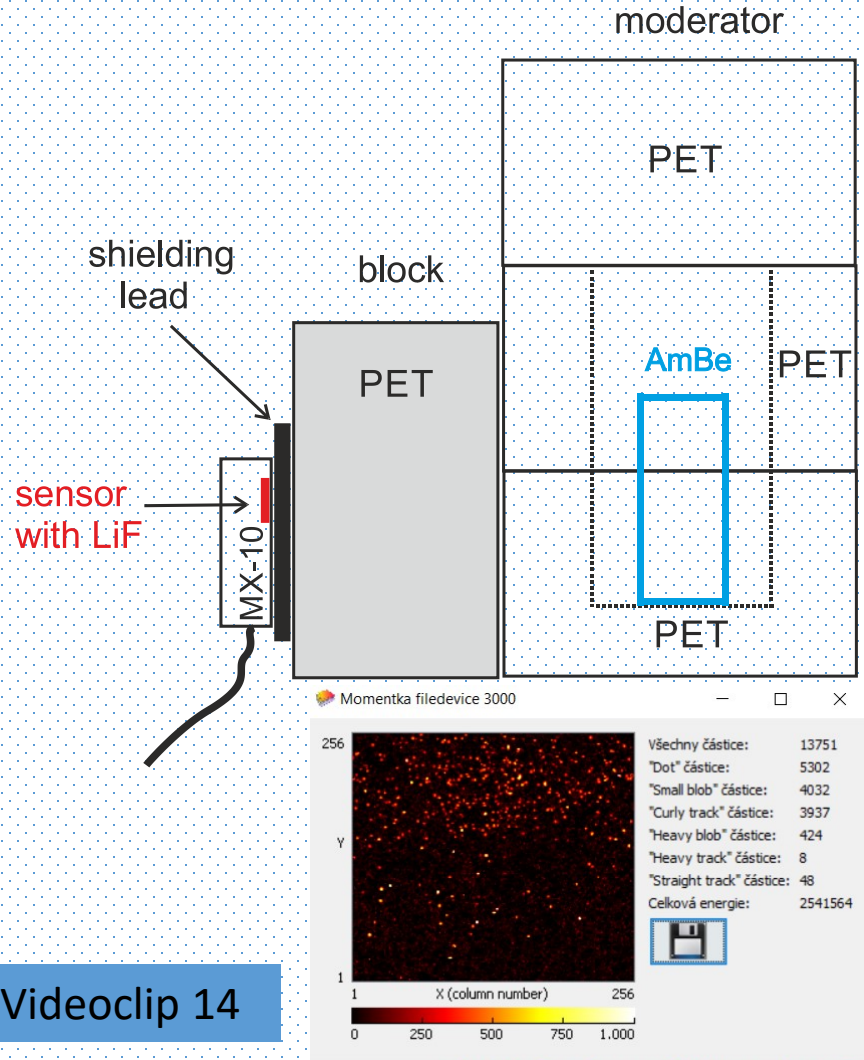 moderator
PET
shielding
lead
block
PET
AmBe
PET
sensor
with LiF
MX-10
PET
Momentka filedevice 3000
256
Y
1
1
X (column number)
256
0
250
500
750
1.000
Všechny částice: 13751
"Dot" částice: 5302
"Small blob" částice: 4032
"Curly track" částice: 3937
"Heavy blob" částice: 424
"Heavy track" částice: 8
"Straight track" částice: 48
Celková energie: 2541564
Videoclip 14